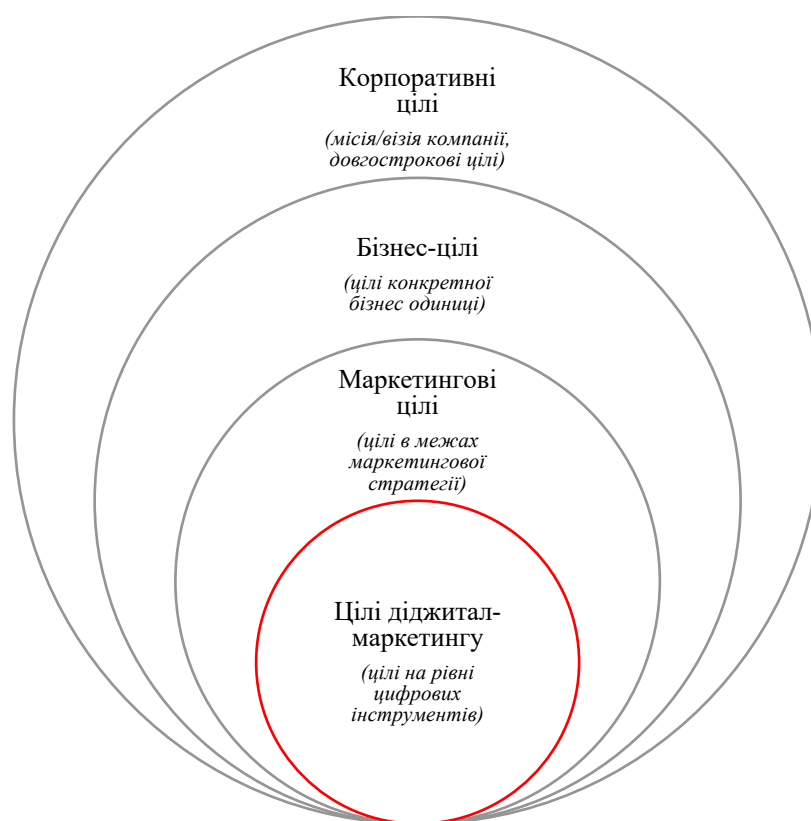 Корпоративні
цілі
(місія/візія компанії,
довгострокові цілі)
Бізнес-цілі
(цілі конкретної
бізнес одиниці)
Маркетингові
цілі
(цілі в межах
маркетингової
стратегії)
Цілі діджитал-
маркетингу
(цілі на рівні
цифрових
інструментів)